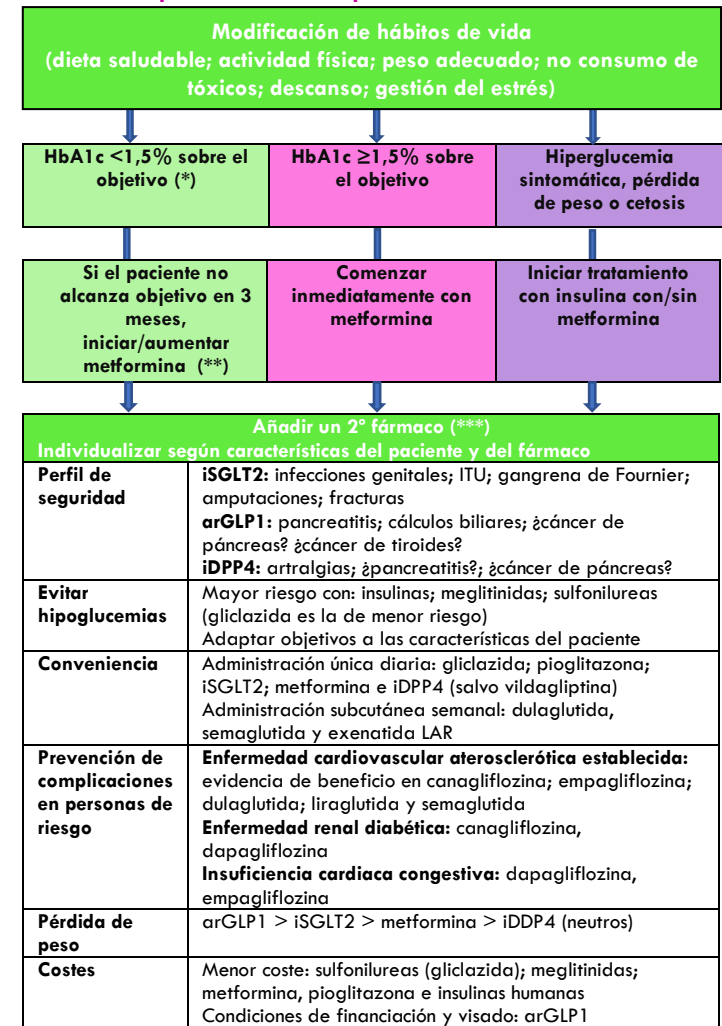 Modificación de hábitos de vida
(dieta saludable; actividad física; peso adecuado; no consumo de
tóxicos; descanso; gestión del estrés)
HbA1c <1,5% sobre el
objetivo (*)
HbA1c ≥1,5% sobre
el objetivo
Hiperglucemia
sintomática, pérdida
de peso o cetosis
Si el paciente no
alcanza objetivo en 3
meses,
iniciar/aumentar
metformina (**)
Comenzar
inmediatamente con
metformina
Iniciar tratamiento
con insulina con/sin
metformina
Añadir un 2º fármaco (***)
Individualizar según características del paciente y del fármaco
Perfil de
seguridad
iSGLT2: infecciones genitales; ITU; gangrena de Fournier;
amputaciones; fracturas
arGLP1: pancreatitis; cálculos biliares; ¿cáncer de
páncreas? ¿cáncer de tiroides?
iDPP4: artralgias; ¿pancreatitis?; ¿cáncer de páncreas?
Evitar
hipoglucemias
Mayor riesgo con: insulinas; meglitinidas; sulfonilureas
(gliclazida es la de menor riesgo)
Adaptar objetivos a las características del paciente
Conveniencia
Administración única diaria: gliclazida; pioglitazona;
iSGLT2; metformina e iDPP4 (salvo vildagliptina)
Administración subcutánea semanal: dulaglutida,
semaglutida y exenatida LAR
Prevención de
complicaciones
en personas de
riesgo
Enfermedad cardiovascular aterosclerótica establecida:
evidencia de beneficio en canagliflozina; empagliflozina;
dulaglutida; liraglutida y semaglutida
Enfermedad renal diabética: canagliflozina,
dapagliflozina
Insuficiencia cardiaca congestiva: dapagliflozina,
empagliflozina
Pérdida de
peso
arGLP1 > iSGLT2 > metformina > iDDP4 (neutros)
Costes
Menor coste: sulfonilureas (gliclazida); meglitinidas;
metformina, pioglitazona e insulinas humanas
Condiciones de financiación y visado: arGLP1